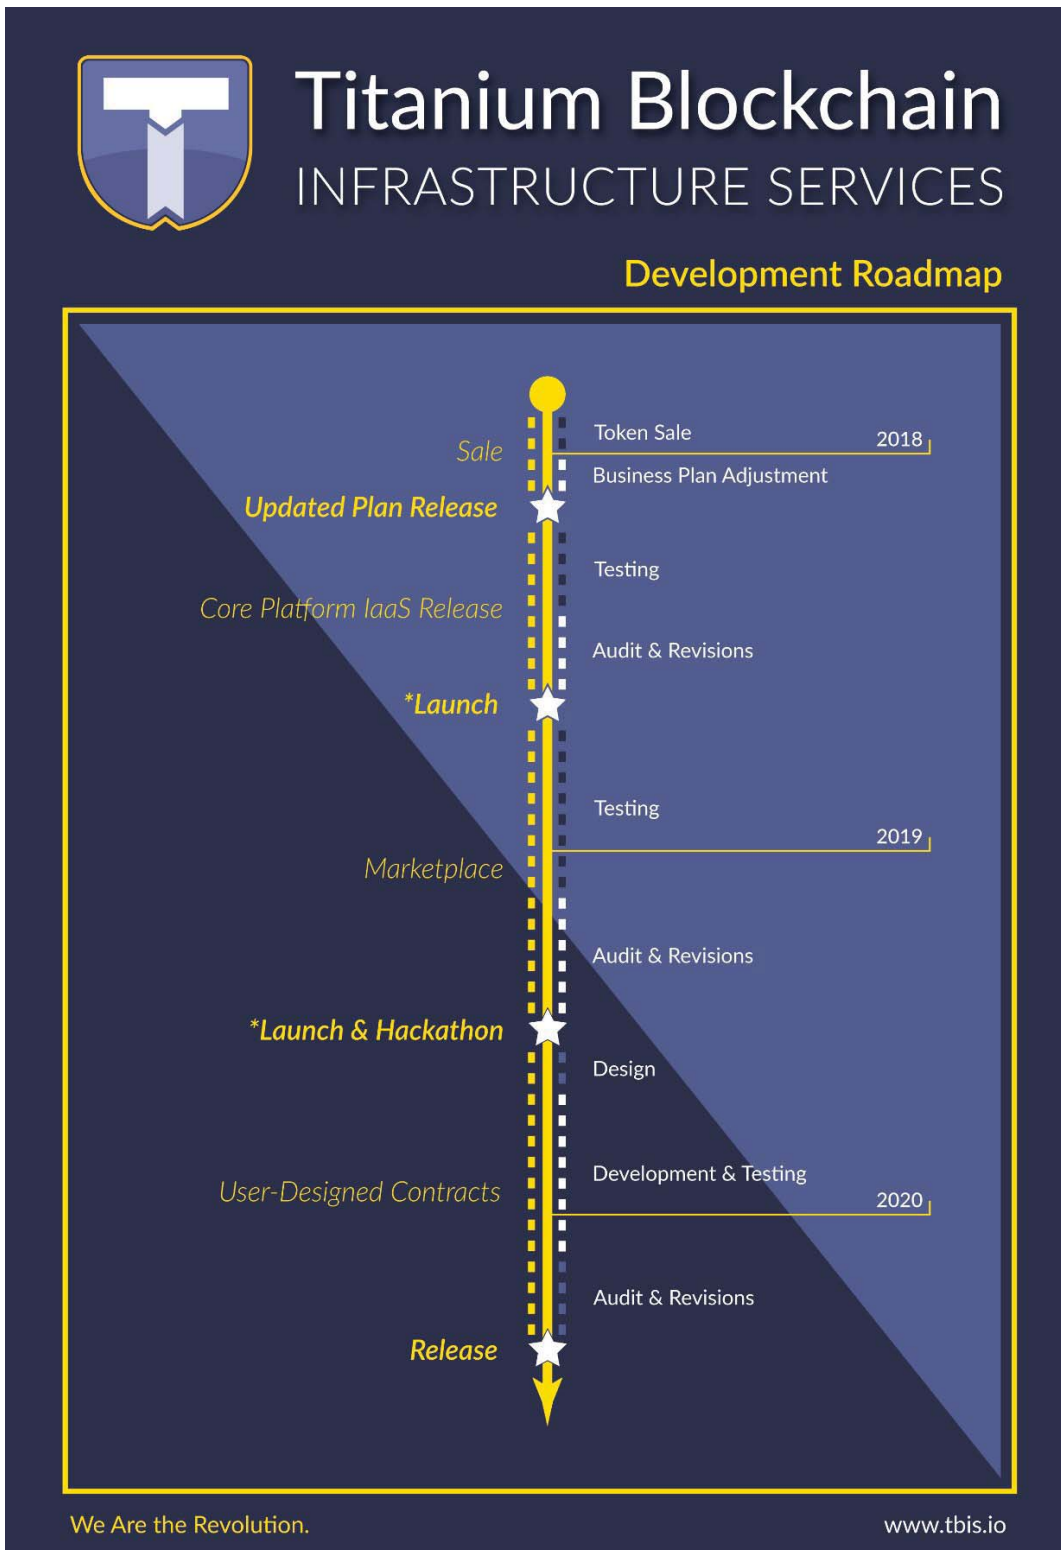 T
Titanium Blockchain
INFRASTRUCTURE SERVICES
Development Roadmap
Token Sale
2018
Sale
Business Plan Adjustment
Updated Plan Release
Testing
Core Platform IaaS Release
Audit & Revisions
*Launch
Testing
2019
Marketplace
Audit & Revisions
*Launch & Hackathon
Design
Development & Testing
User-Designed Contracts
2020
Audit & Revisions
Release
We Are the Revolution.
www.tbis.io